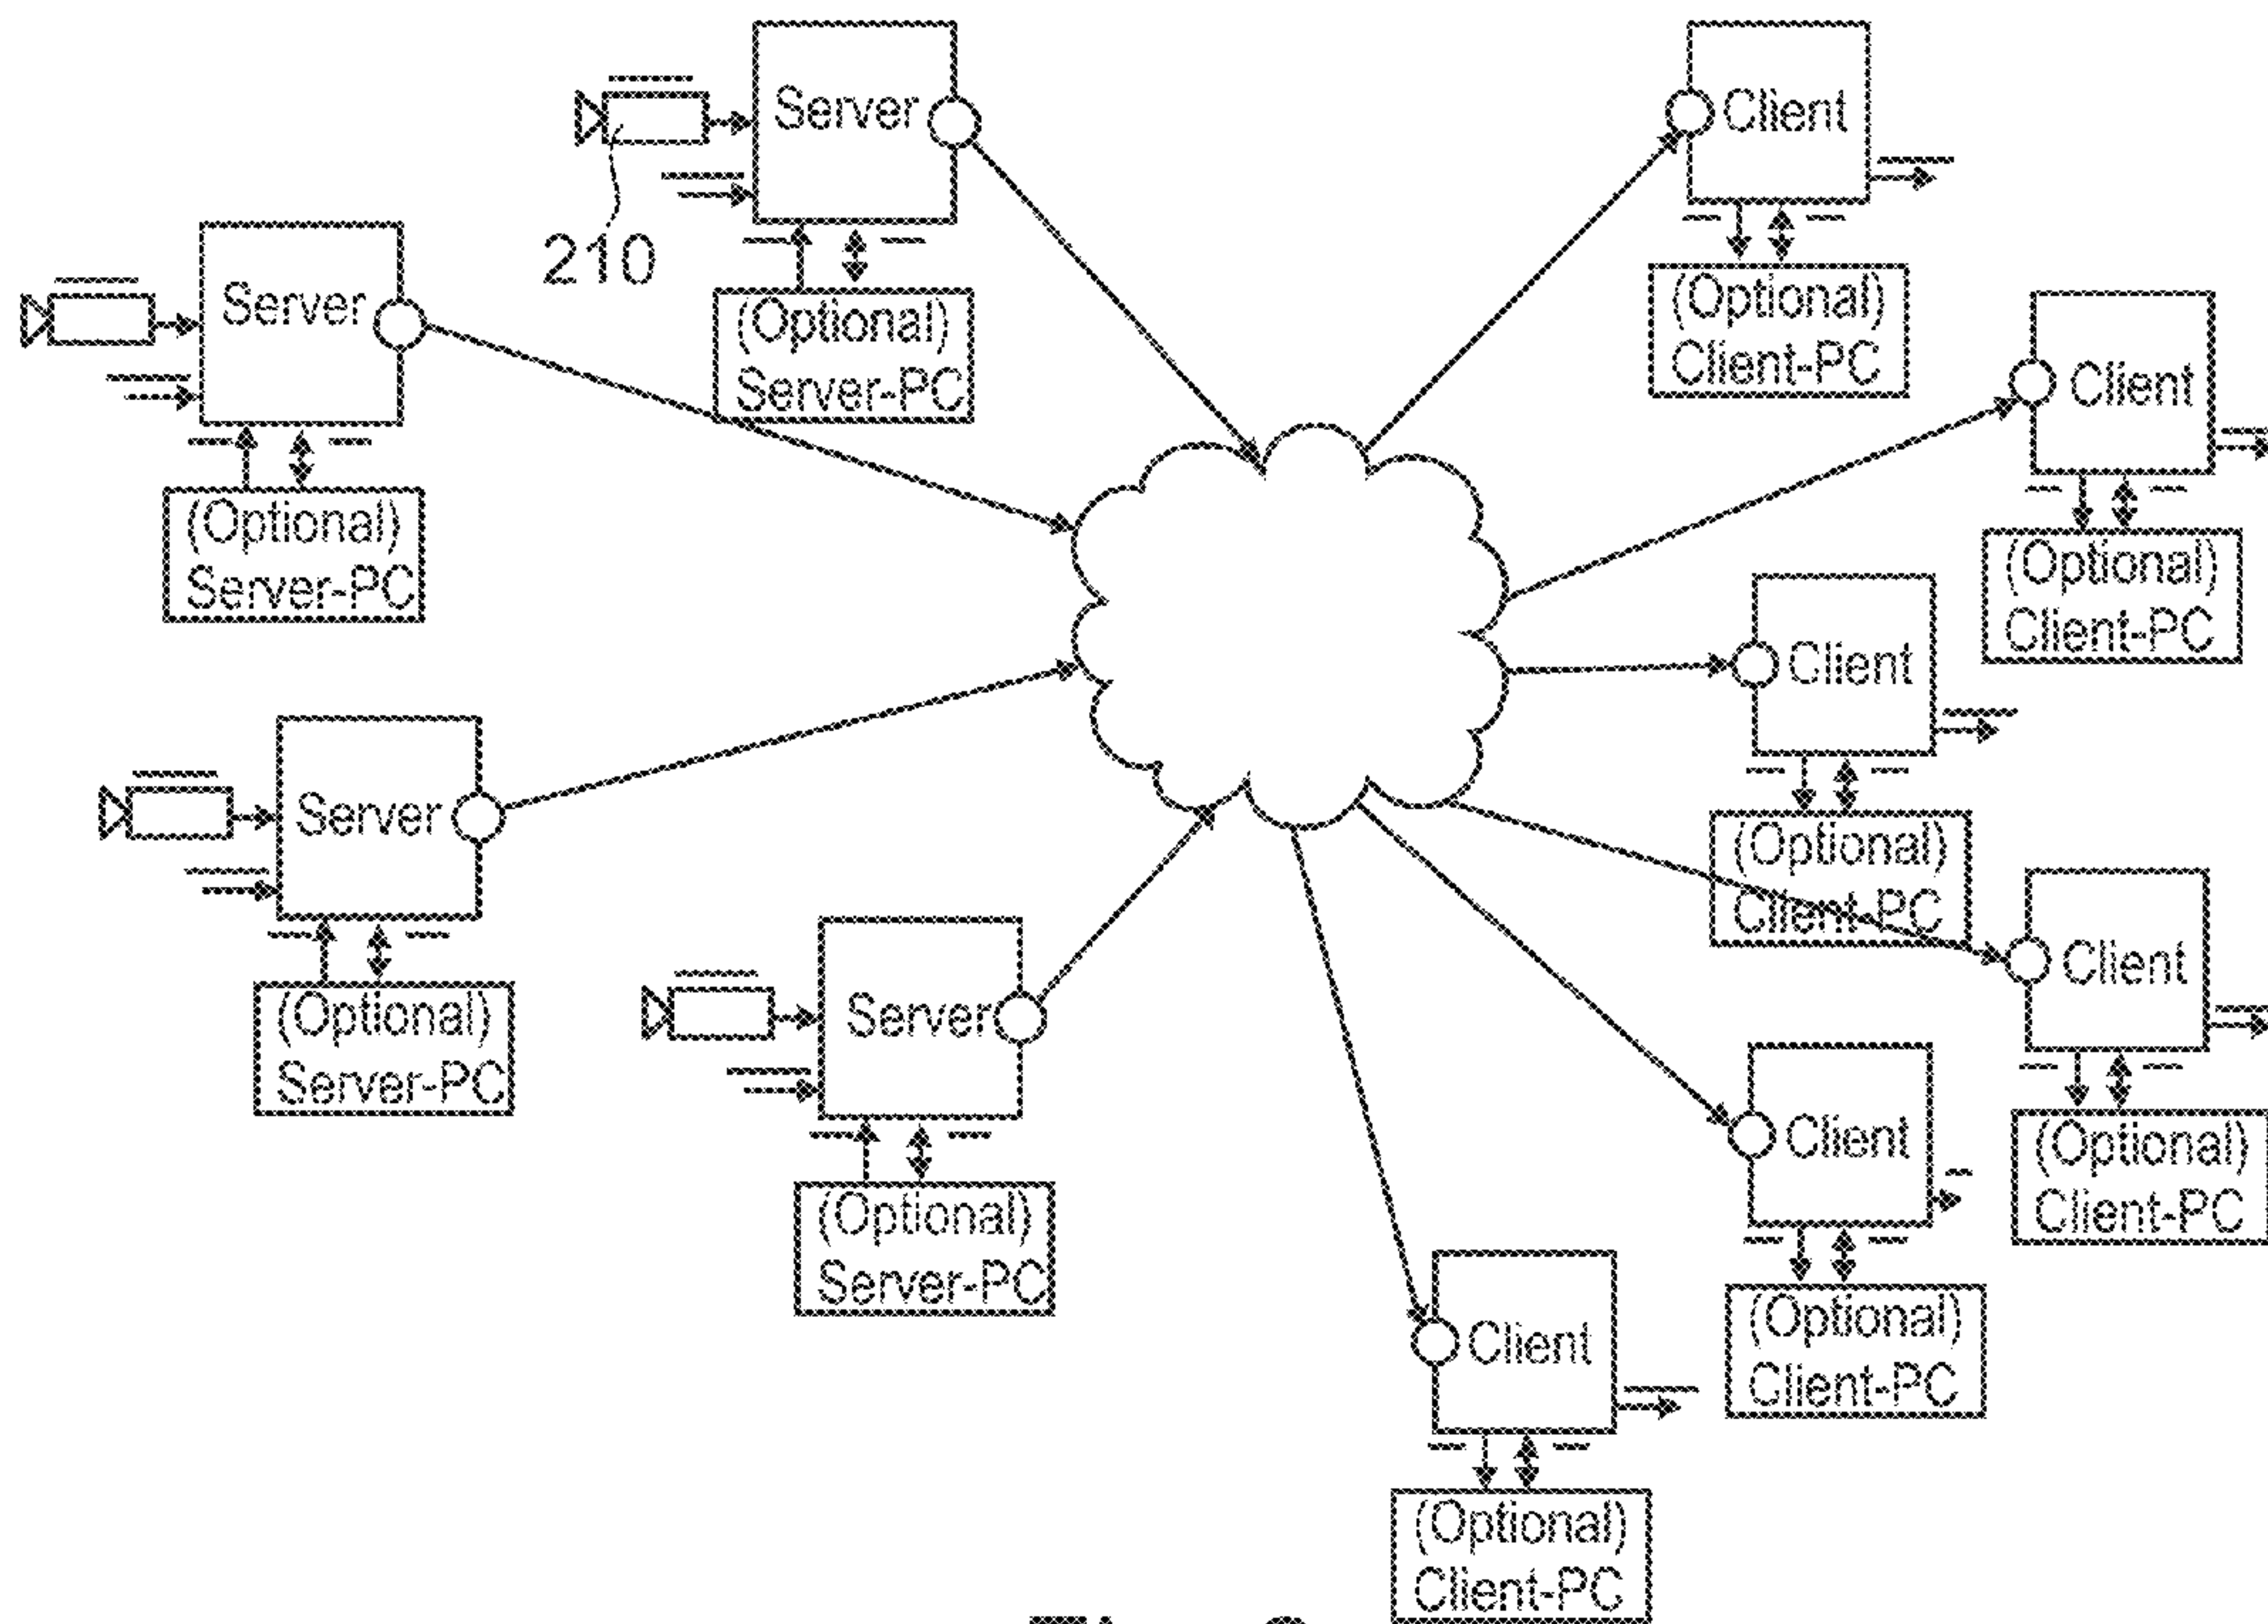 Server
210
(Optional)
Server-PC
Server
(Optional)
Server-PC
Server
(Optional)
Server-PC
Server
(Optional)
Server-PC
Client
(Optional)
Client-PC
Client
(Optional)
Client-PC
Client
(Optional)
Client-PC
Client
(Optional)
Client-PC
Client
(Optional)
Client-PC
Client
(Optional)
Client-PC